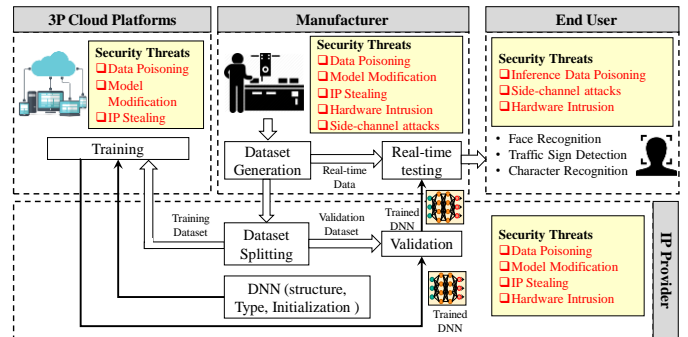 3P Cloud Platforms
Security Threats
❑Data Poisoning
❑Model
Modification
❑IP Stealing
Training
Manufacturer
Security Threats
❑Data Poisoning
❑Model Modification
❑IP Stealing
❑Hardware Intrusion
❑Side-channel attacks
Dataset
Generation
Real-time
Data
Real-time
testing
End User
Security Threats
❑Inference Data Poisoning
❑Side-channel attacks
❑Hardware Intrusion
• Face Recognition
• Traffic Sign Detection
• Character Recognition
Training
Dataset
Dataset
Splitting
Validation
Dataset
Trained
DNN
Validation
DNN (structure,
Type, Initialization )
Trained
DNN
Security Threats
❑Data Poisoning
❑Model Modification
❑IP Stealing
❑Hardware Intrusion
IP Provider